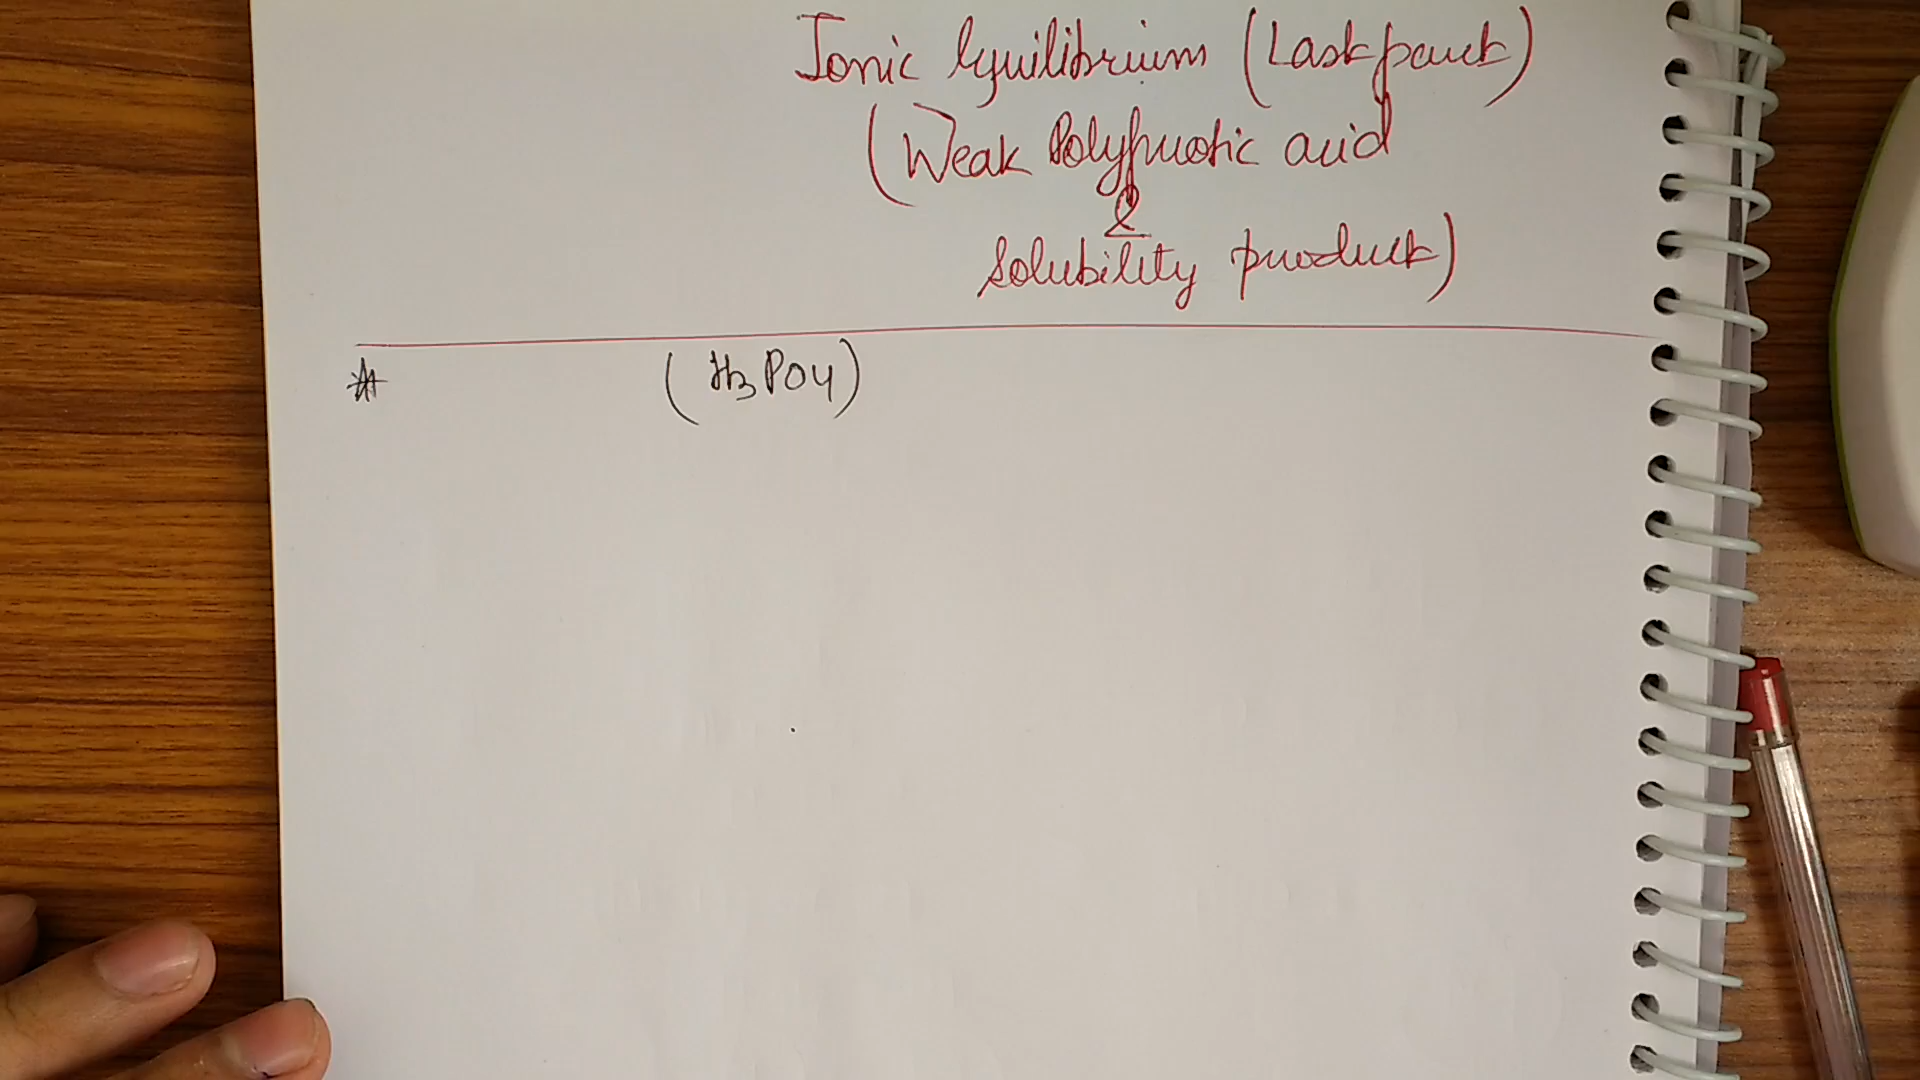 Ionic Equilibrium (Last part)
(Weak Polyprotic acid
&
Solubility product)
* (H3PO4)